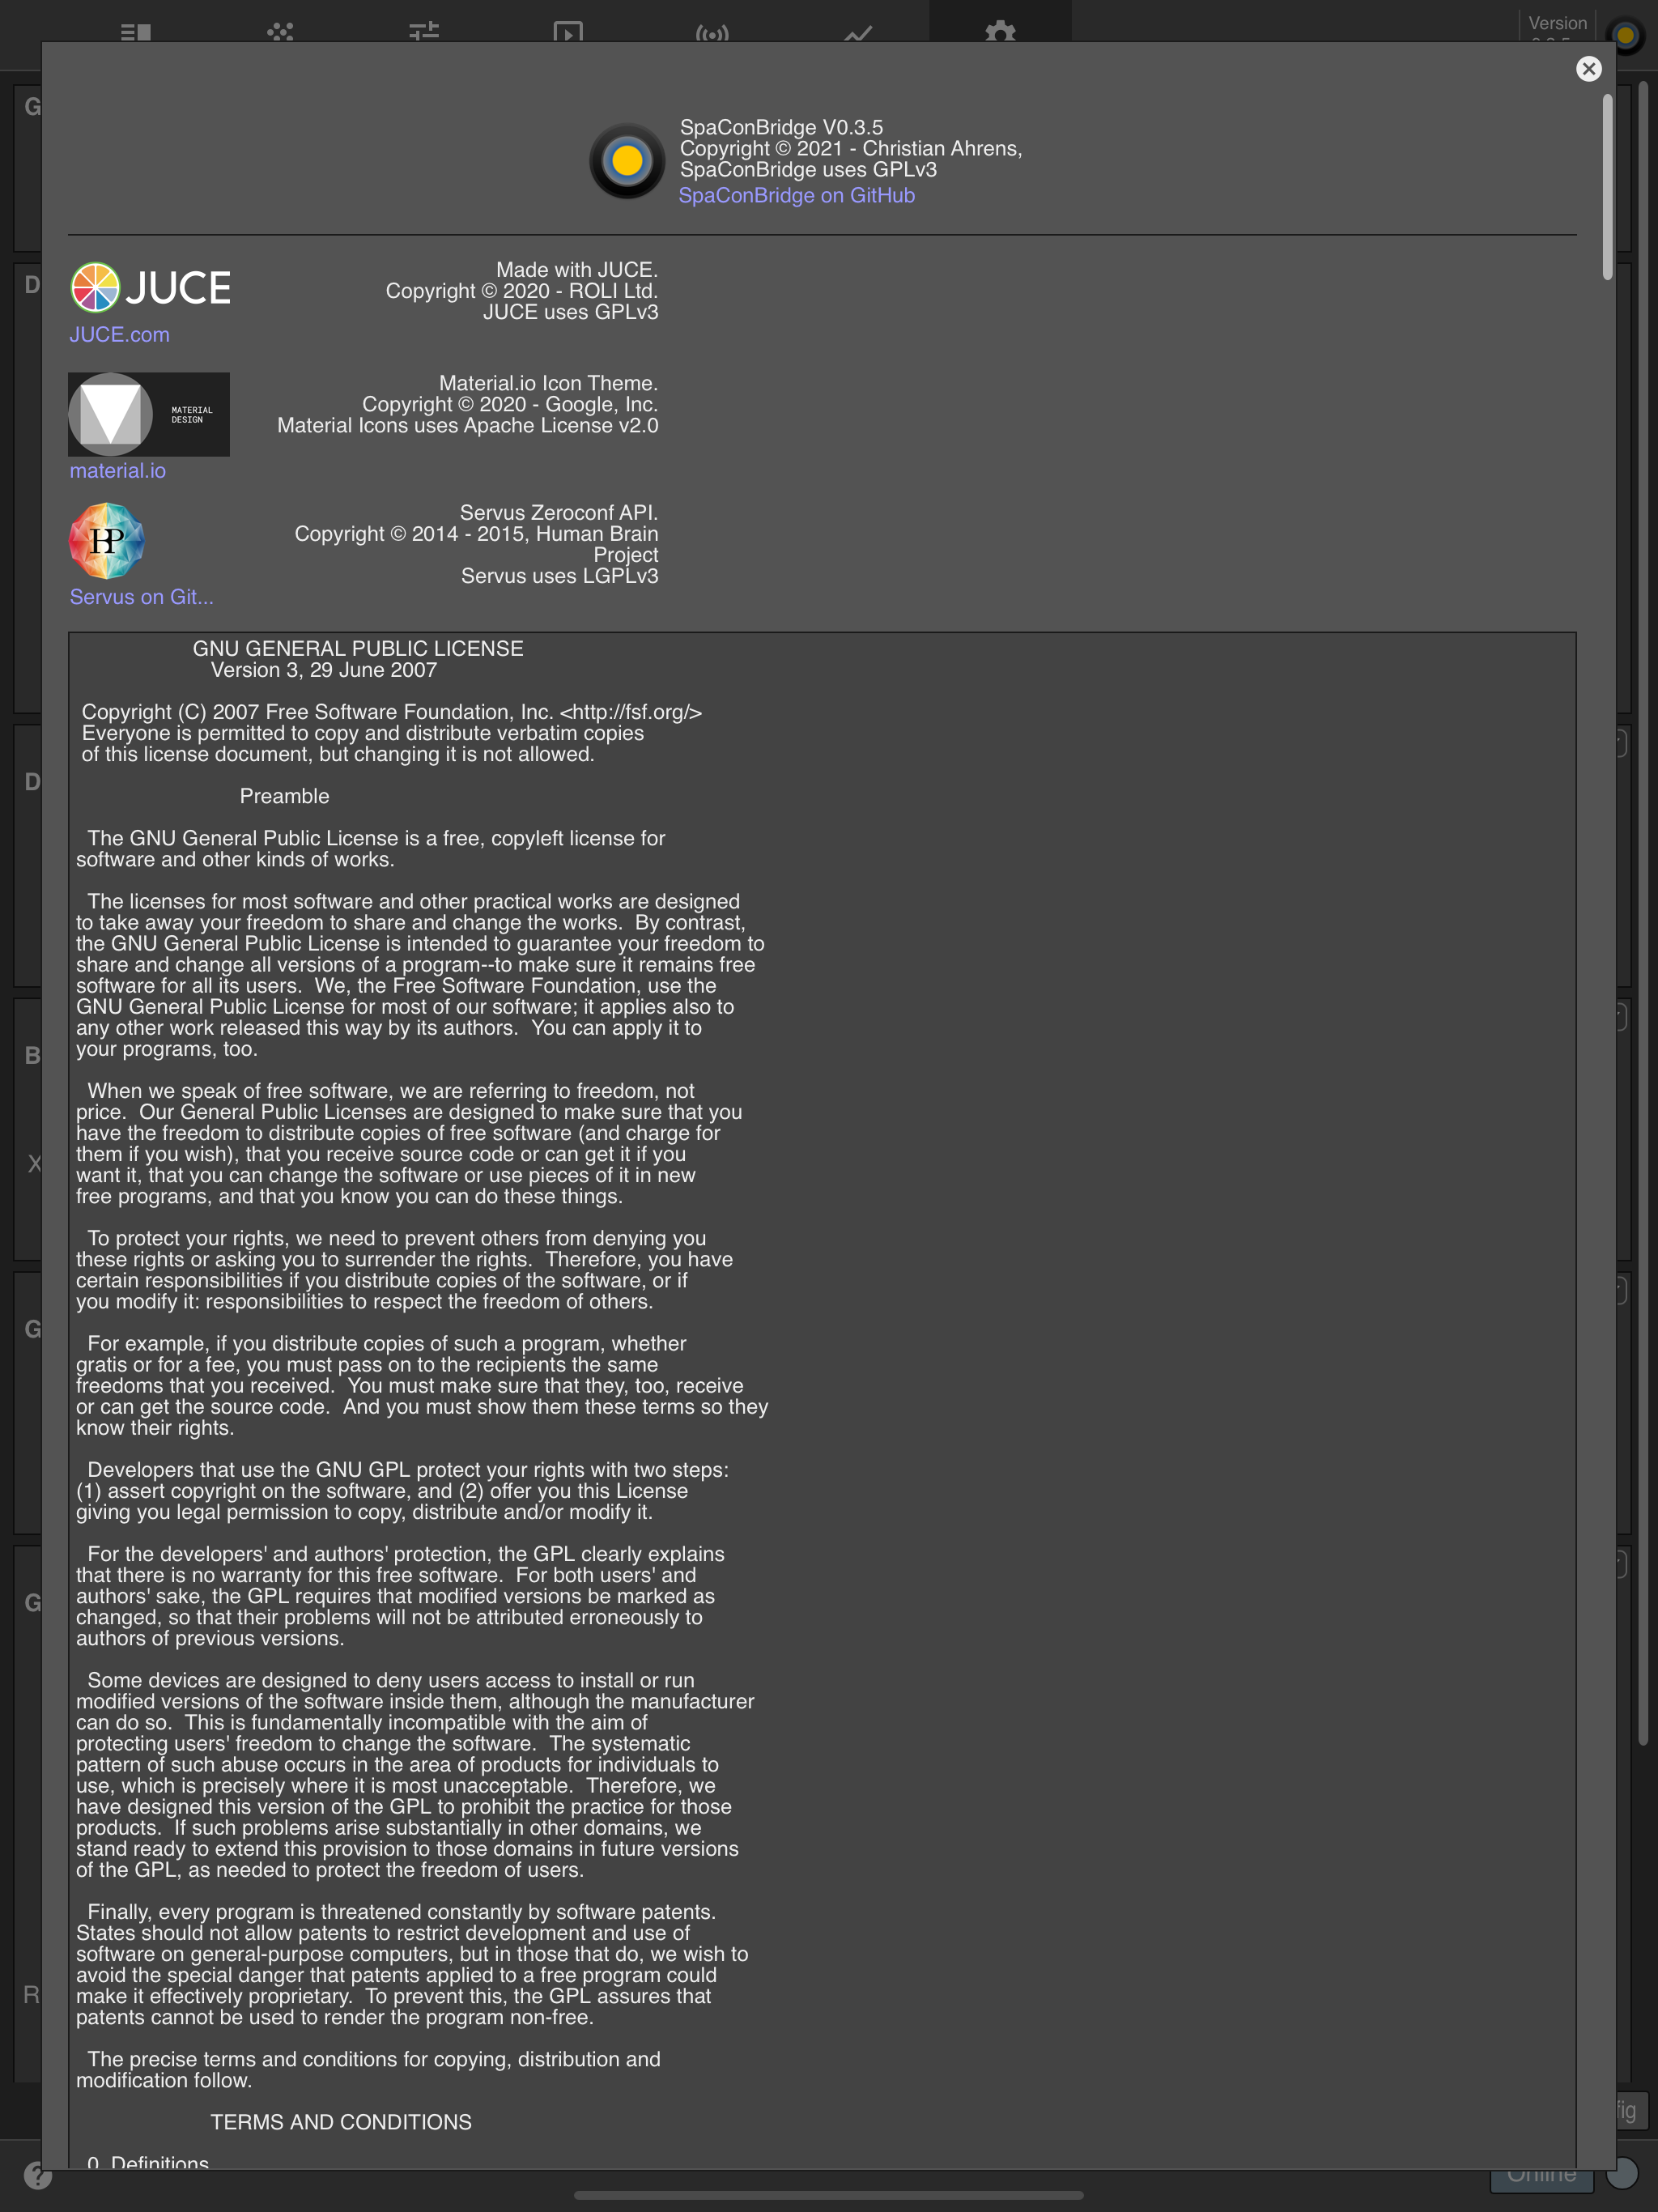 Version
SpaConBridge V0.3.5
Copyright © 2021 - Christian Ahrens,
SpaConBridge uses GPLv3
SpaConBridge on GitHub
JUCE
JUCE.com
Made with JUCE.
Copyright © 2020 - ROLI Ltd.
JUCE uses GPLv3
MATERIAL
DESIGN
material.io
Material.io Icon Theme.
Copyright © 2020 - Google, Inc.
Material Icons uses Apache License v2.0
HBP
Servus on Git...
Servus Zeroconf API.
Copyright © 2014 - 2015, Human Brain
Project
Servus uses LGPLv3
GNU GENERAL PUBLIC LICENSE
Version 3, 29 June 2007
Copyright (C) 2007 Free Software Foundation, Inc. <http://fsf.org/>
Everyone is permitted to copy and distribute verbatim copies
of this license document, but changing it is not allowed.
Preamble
The GNU General Public License is a free, copyleft license for
software and other kinds of works.
The licenses for most software and other practical works are designed
to take away your freedom to share and change the works.  By contrast,
the GNU General Public License is intended to guarantee your freedom to
share and change all versions of a program--to make sure it remains free
software for all its users.  We, the Free Software Foundation, use the
GNU General Public License for most of our software; it applies also to
any other work released this way by its authors.  You can apply it to
your programs, too.
When we speak of free software, we are referring to freedom, not
price.  Our General Public Licenses are designed to make sure that you
have the freedom to distribute copies of free software (and charge for
them if you wish), that you receive source code or can get it if you
want it, that you can change the software or use pieces of it in new
free programs, and that you know you can do these things.
To protect your rights, we need to prevent others from denying you
these rights or asking you to surrender the rights.  Therefore, you have
certain responsibilities if you distribute copies of the software, or if
you modify it: responsibilities to respect the freedom of others.
For example, if you distribute copies of such a program, whether
gratis or for a fee, you must pass on to the recipients the same
freedoms that you received.  You must make sure that they, too, receive
or can get the source code.  And you must show them these terms so they
know their rights.
Developers that use the GNU GPL protect your rights with two steps:
(1) assert copyright on the software, and (2) offer you this License
giving you legal permission to copy, distribute and/or modify it.
For the developers' and authors' protection, the GPL clearly explains
that there is no warranty for this free software.  For both users' and
authors' sake, the GPL requires that modified versions be marked as
changed, so that their problems will not be attributed erroneously to
authors of previous versions.
Some devices are designed to deny users access to install or run
modified versions of the software inside them, although the manufacturer
can do so.  This is fundamentally incompatible with the aim of
protecting users' freedom to change the software.  The systematic
pattern of such abuse occurs in the area of products for individuals to
use, which is precisely where it is most unacceptable.  Therefore, we
have designed this version of the GPL to prohibit the practice for those
products.  If such problems arise substantially in other domains, we
stand ready to extend this provision to those domains in future versions
of the GPL, as needed to protect the freedom of users.
Finally, every program is threatened constantly by software patents.
States should not allow patents to restrict development and use of
software on general-purpose computers, but in those that do, we wish to
avoid the special danger that patents applied to a free program could
make it effectively proprietary.  To prevent this, the GPL assures that
patents cannot be used to render the program non-free.
The precise terms and conditions for copying, distribution and
modification follow.
TERMS AND CONDITIONS
0. Definitions
Online